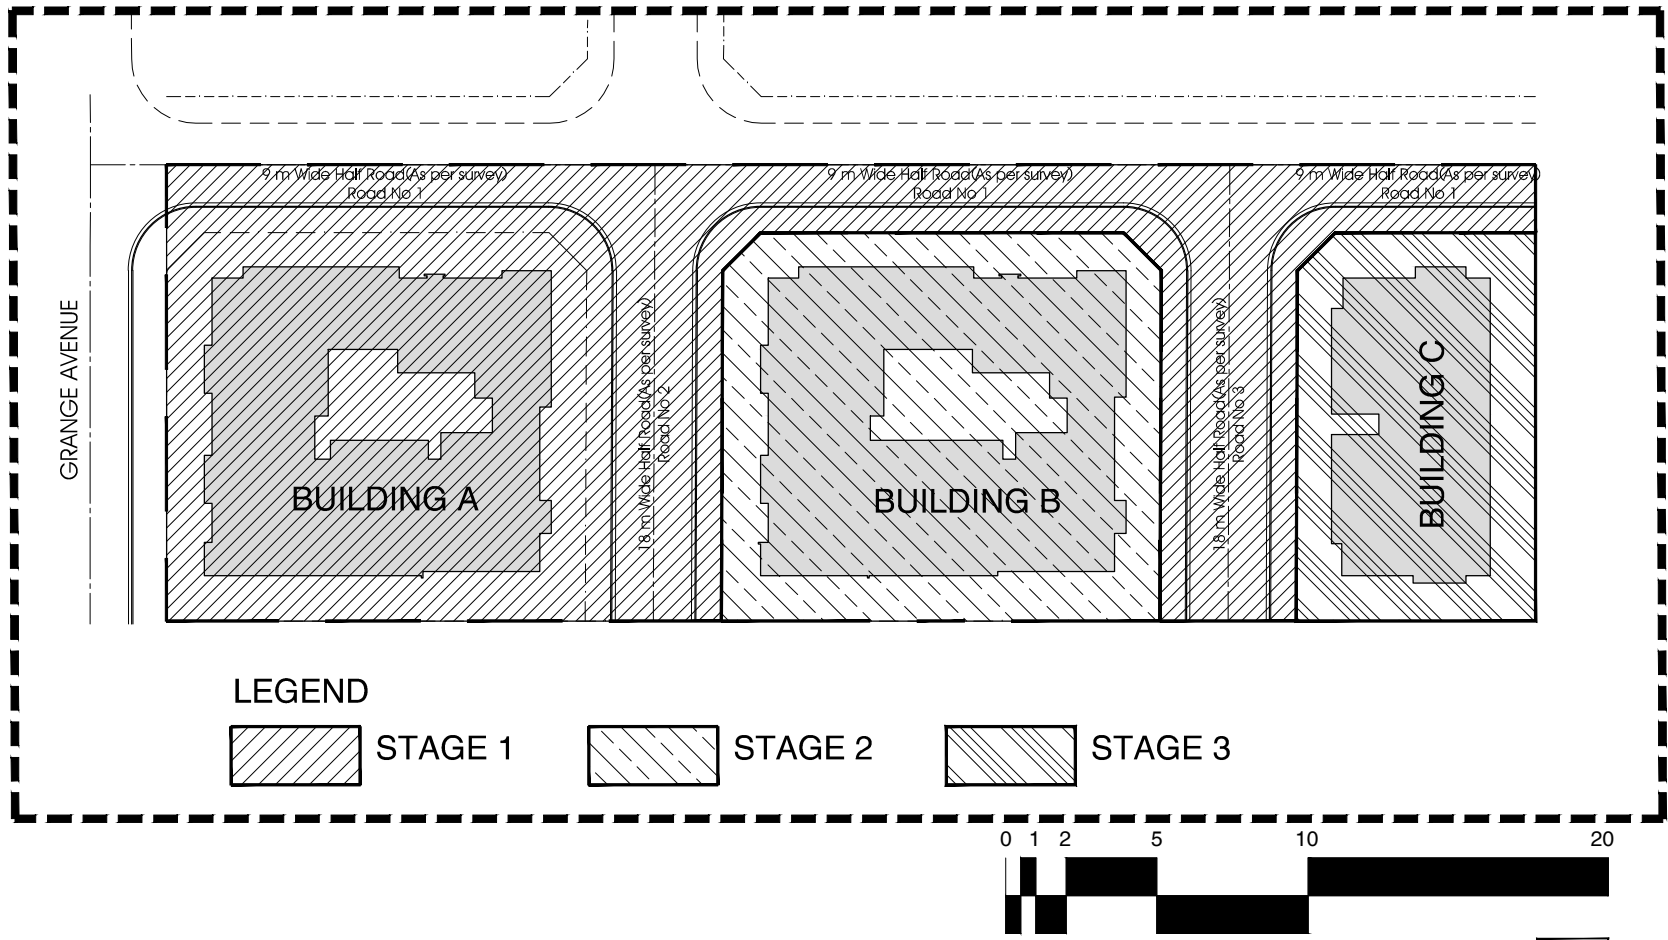 9 m Wide Half Road(As per survey)
Road No 1
9 m Wide Half Road(As per survey)
Road No 1
9 m Wide Half Road(As per survey)
Road No 1
GRANGE AVENUE
BUILDING A
18 m Wide Half Road(As per survey)
Road No 2
BUILDING B
18 m Wide Half Road(As per survey)
Road No 3
BUILDING C
LEGEND
STAGE 1
STAGE 2
STAGE 3
0 1 2 5 10 20